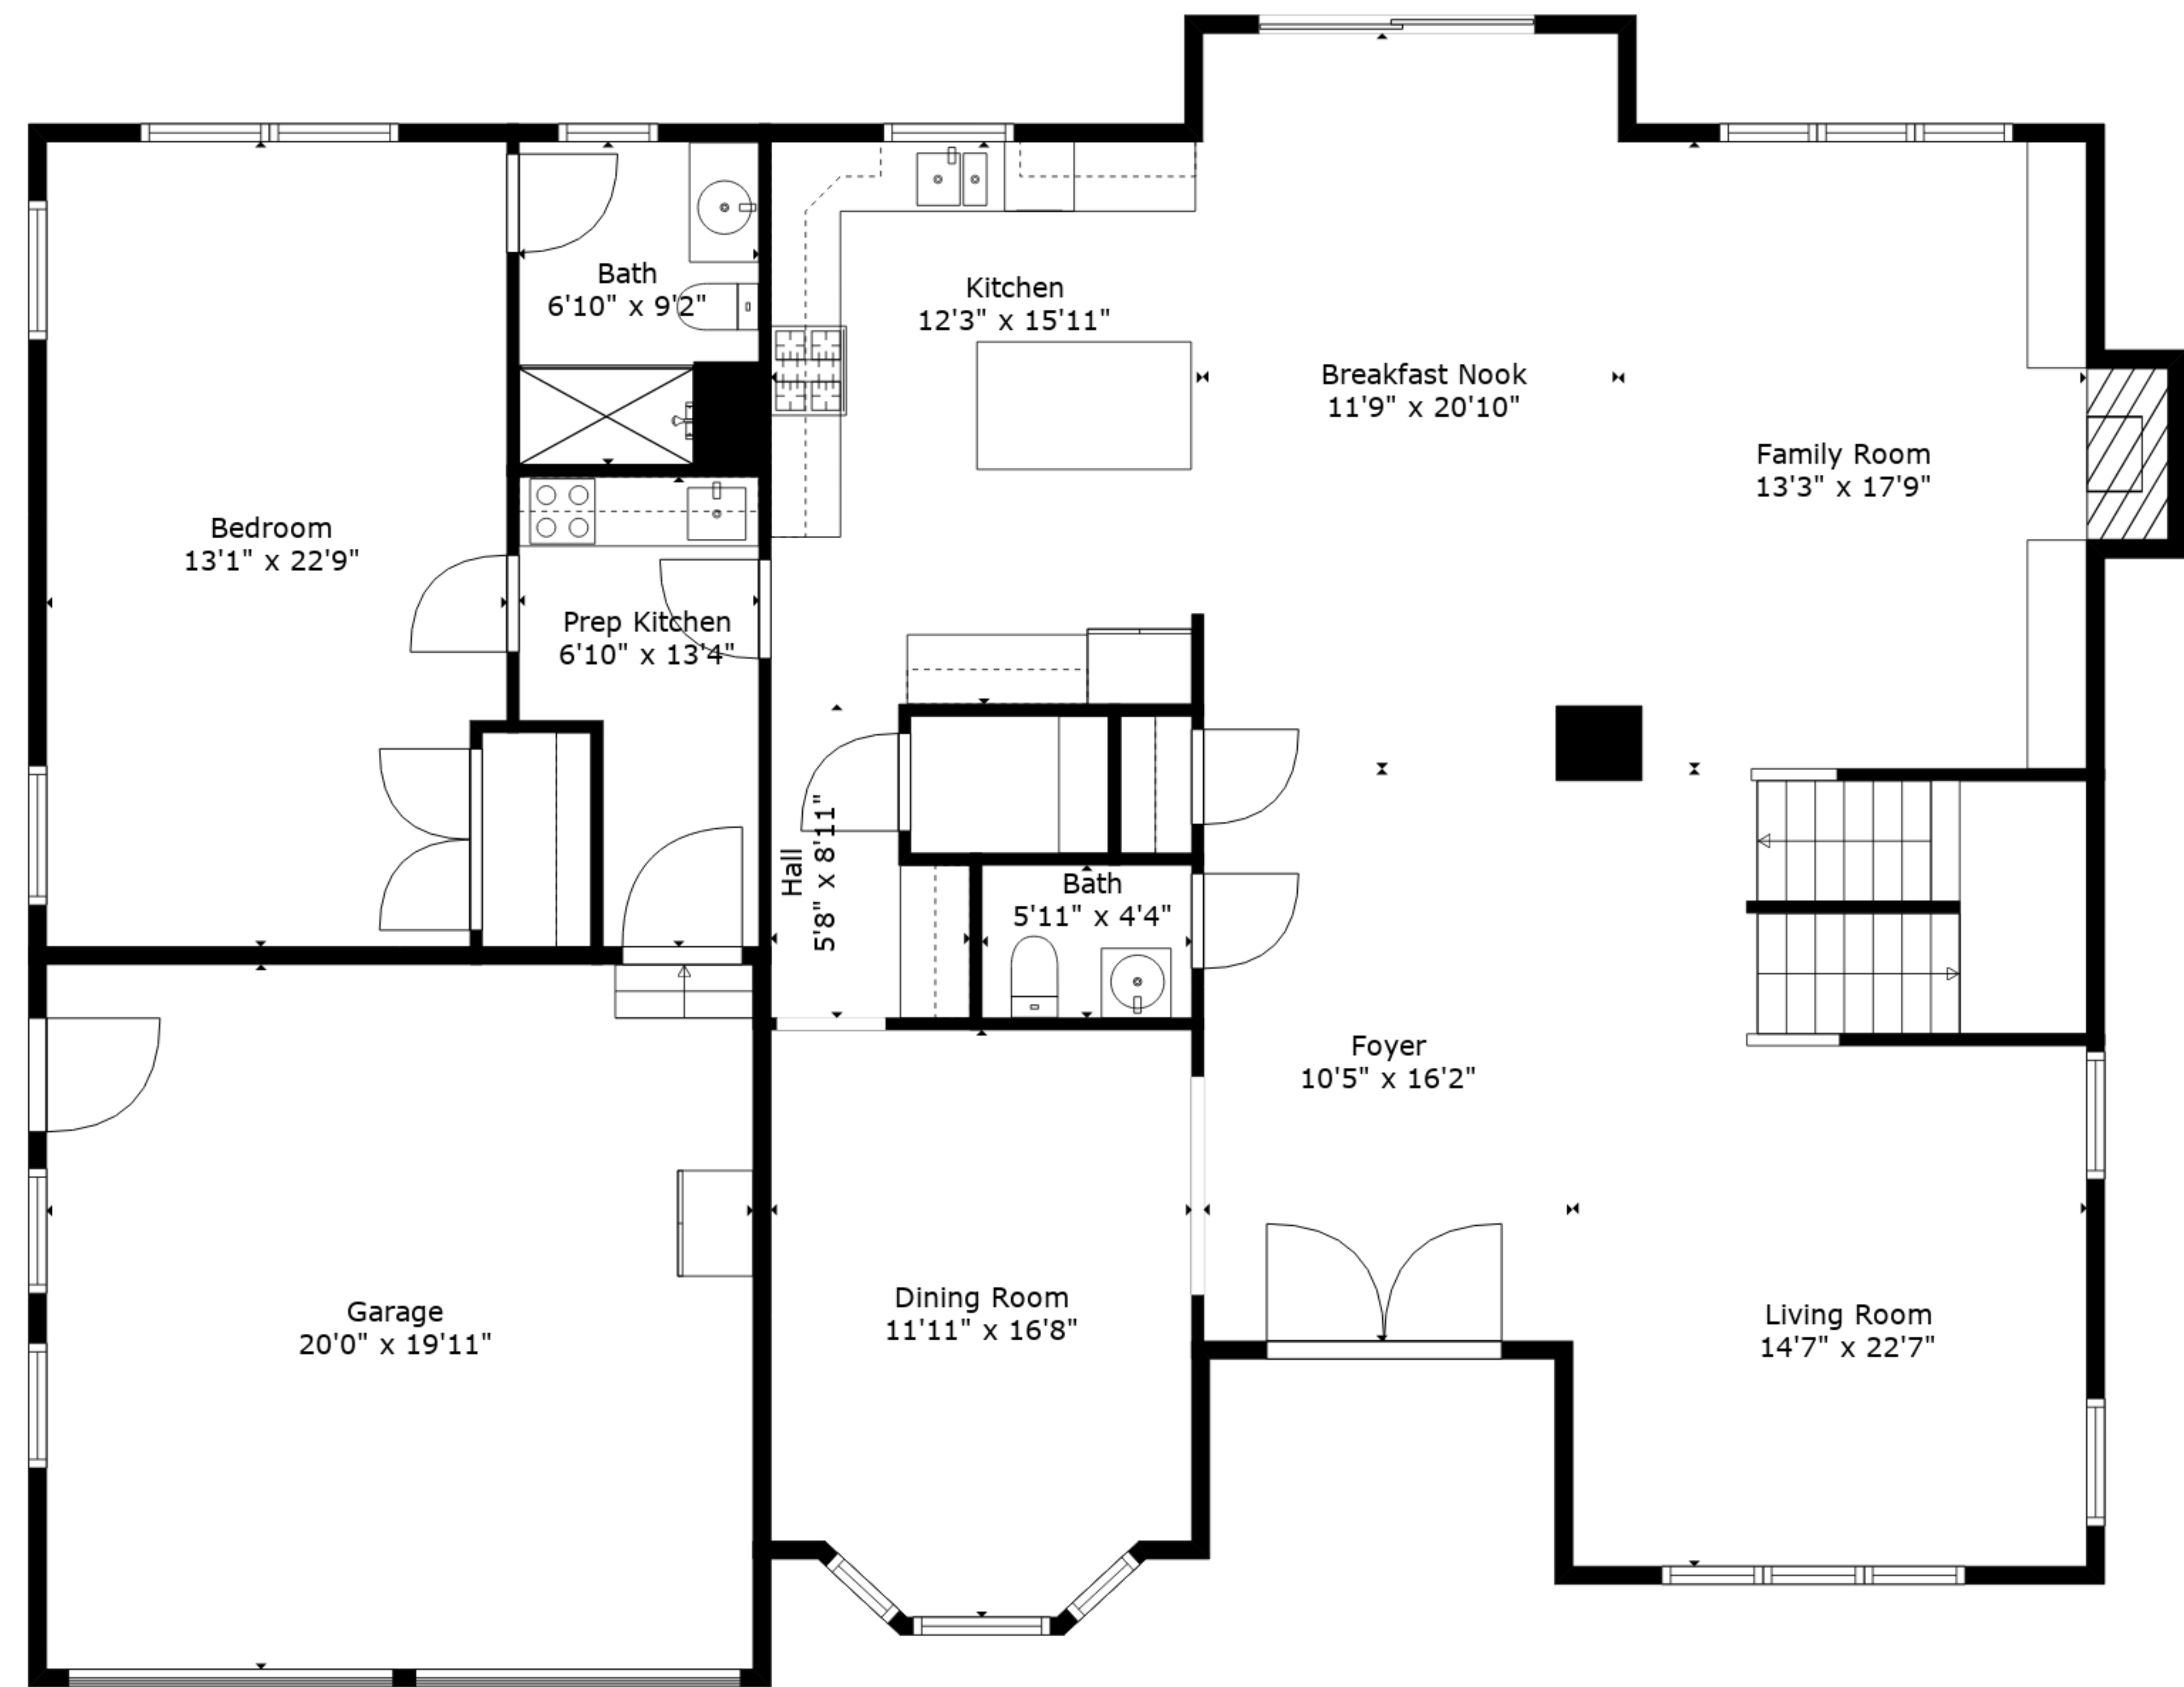 Bath
6'10" x 9'2"
Kitchen
12'3" x 15'11"
Breakfast Nook
11'9" x 20'10"
Family Room
13'3" x 17'9"
Bedroom
13'1" x 22'9"
Prep Kitchen
6'10" x 13'4"
Hall
5'8" x 8'11"
Bath
5'11" x 4'4"
Foyer
10'5" x 16'2"
Garage
20'0" x 19'11"
Dining Room
11'11" x 16'8"
Living Room
14'7" x 22'7"